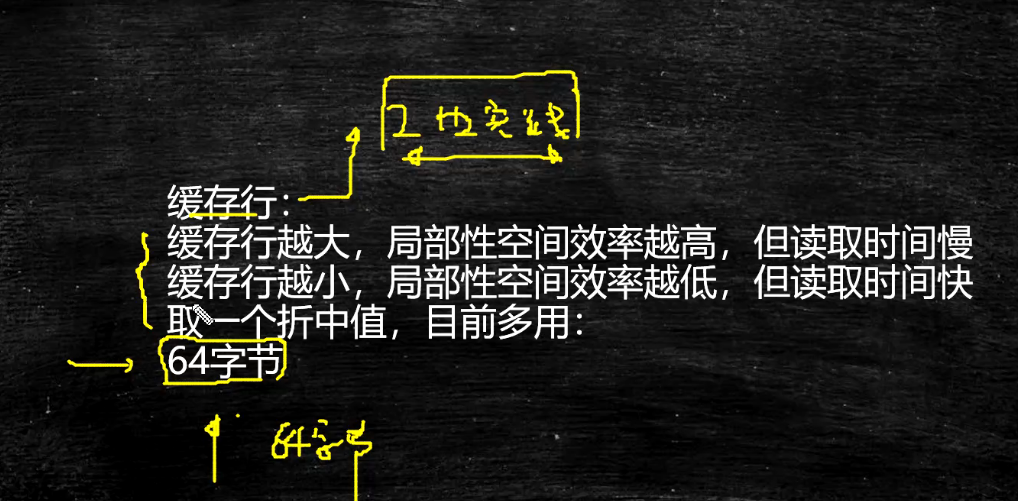 工业实践
缓存行：
缓存行越大，局部性空间效率越高，但读取时间慢
缓存行越小，局部性空间效率越低，但读取时间快
取一个折中值，目前多用：
64字节
64字节